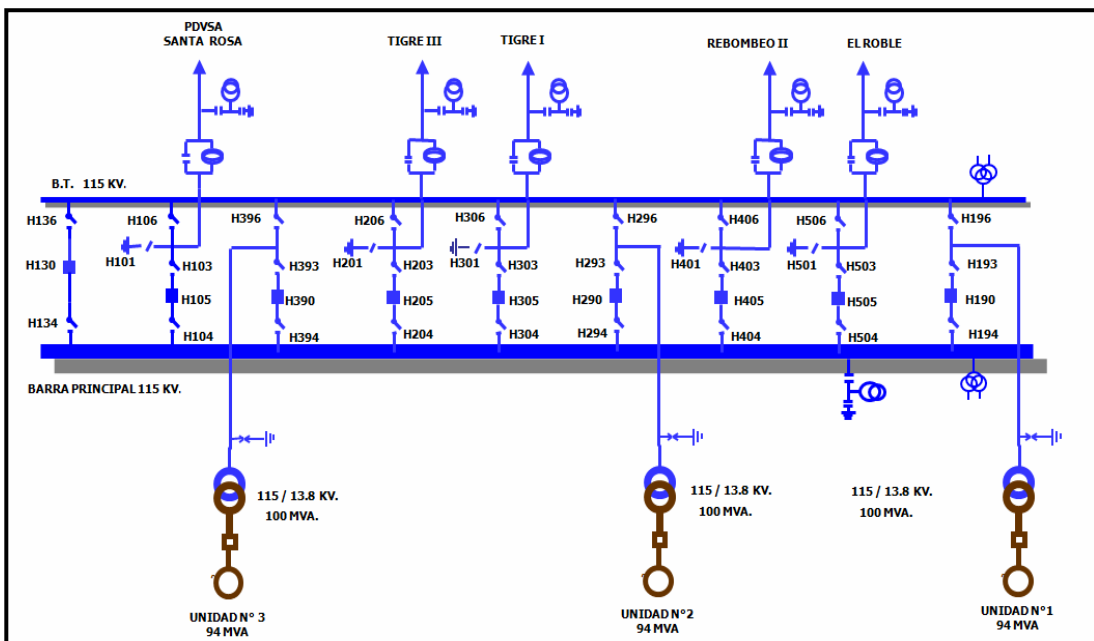 PDVSA
SANTA ROSA
TIGRE III
TIGRE I
REBOMBEO II
EL ROBLE
B.T. 115 KV.
H136
H106
H396
H206
H306
H296
H406
H506
H196
H101
H201
H301
H401
H501
H130
H103
H393
H203
H303
H293
H403
H503
H193
H105
H390
H205
H305
H290
H405
H505
H190
H134
H104
H394
H204
H304
H294
H404
H504
H194
BARRA PRINCIPAL 115 KV.
115 / 13.8 KV.
100 MVA.
115 / 13.8 KV.
100 MVA.
115 / 13.8 KV.
100 MVA.
UNIDAD N° 3
94 MVA
UNIDAD N°2
94 MVA
UNIDAD N°1
94 MVA